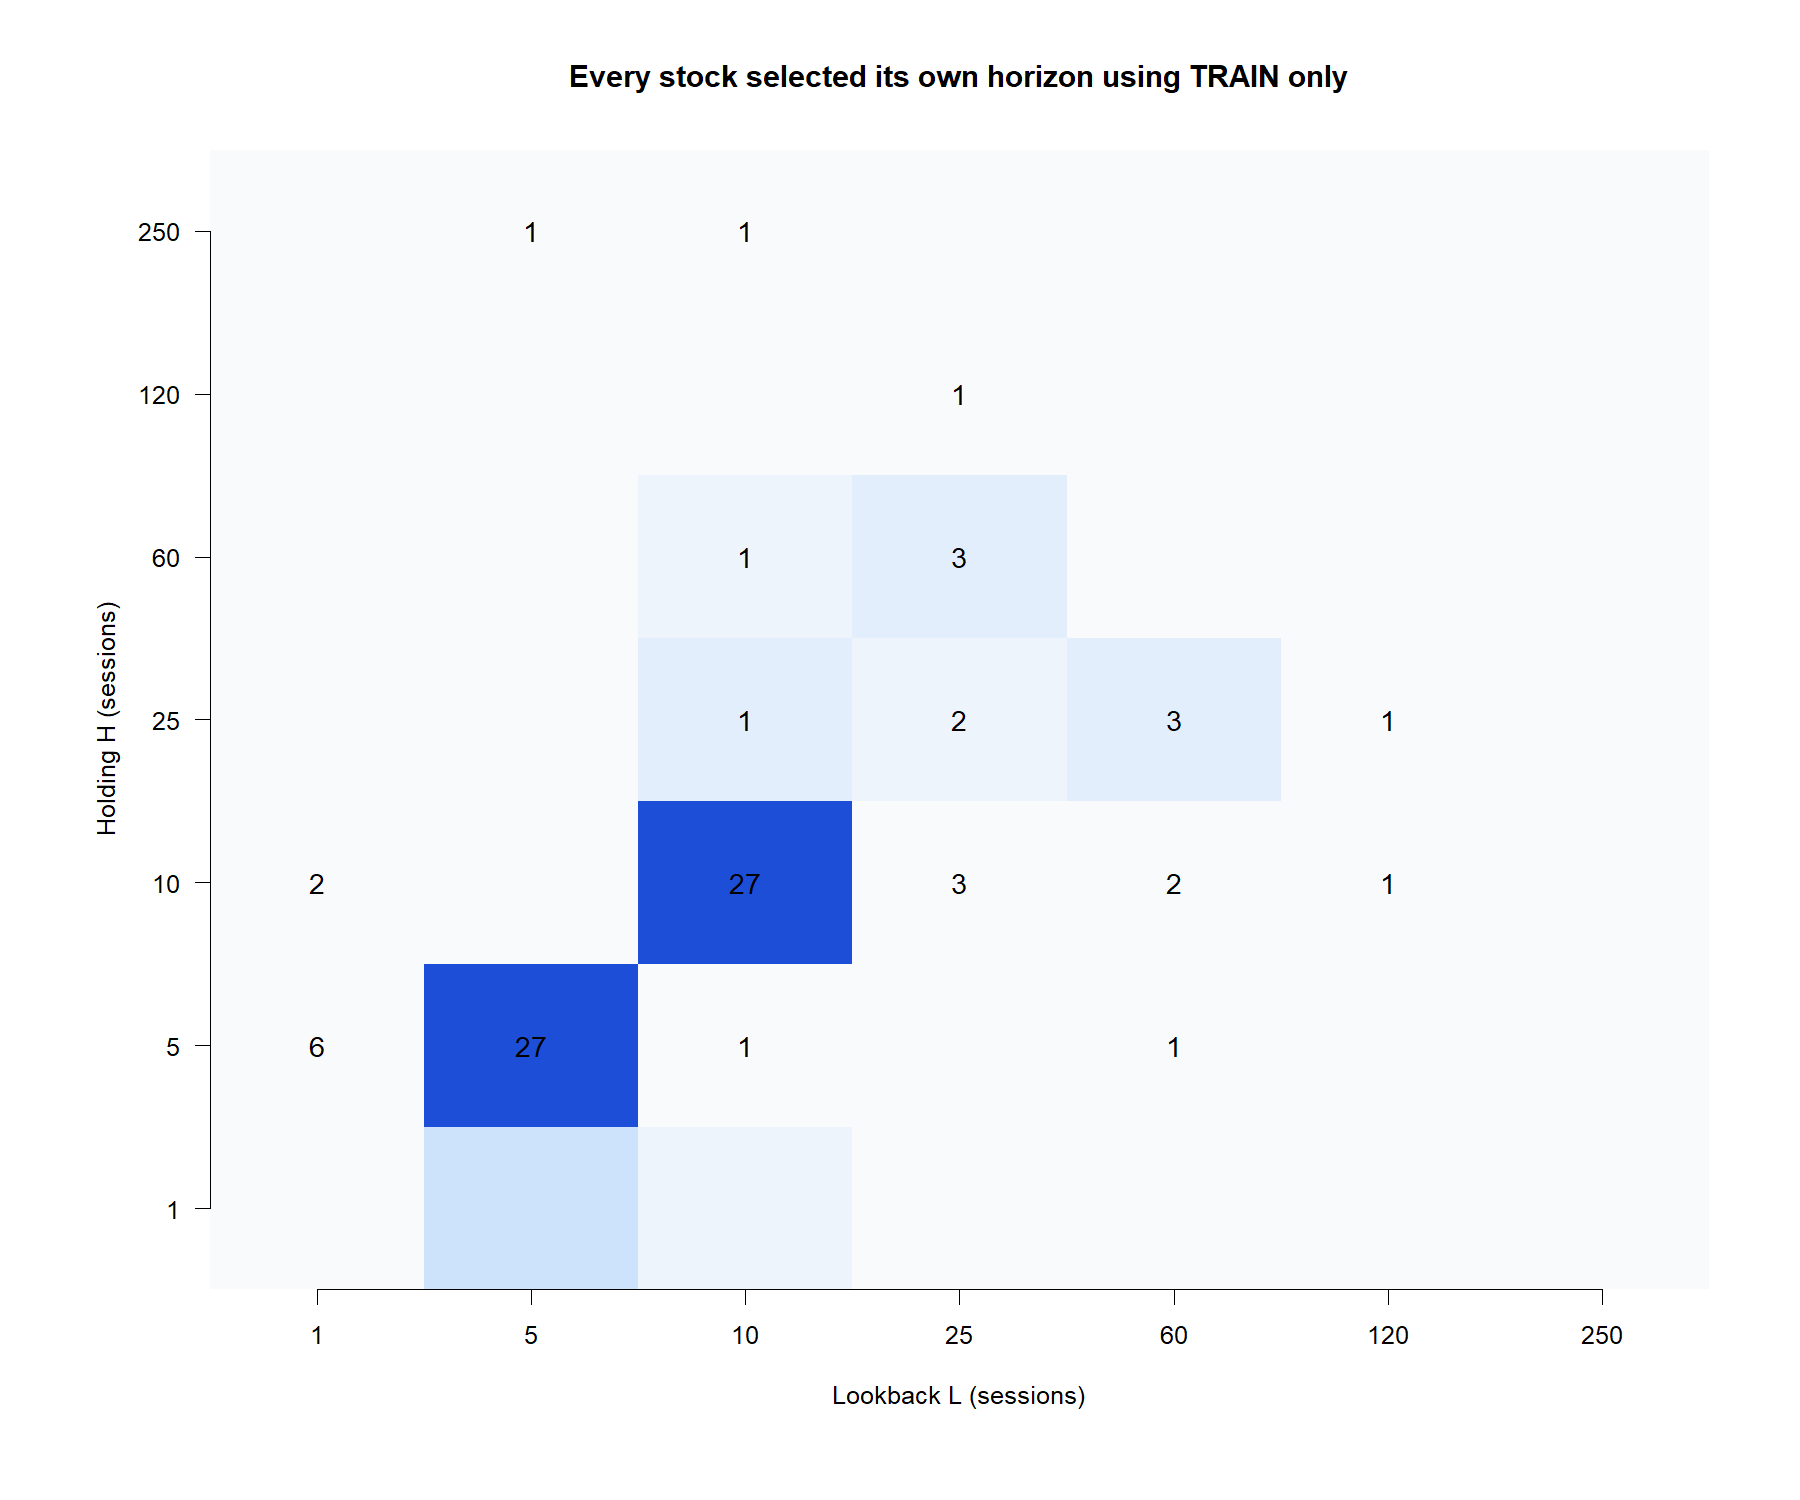 Every stock selected its own horizon using TRAIN only
250 1 1
120 1
60 1 3
25 1 2 3 1
10 2 27 3 2 1
5 6 27 1 1
1
1 5 10 25 60 120 250
Holding H (sessions)
Lookback L (sessions)